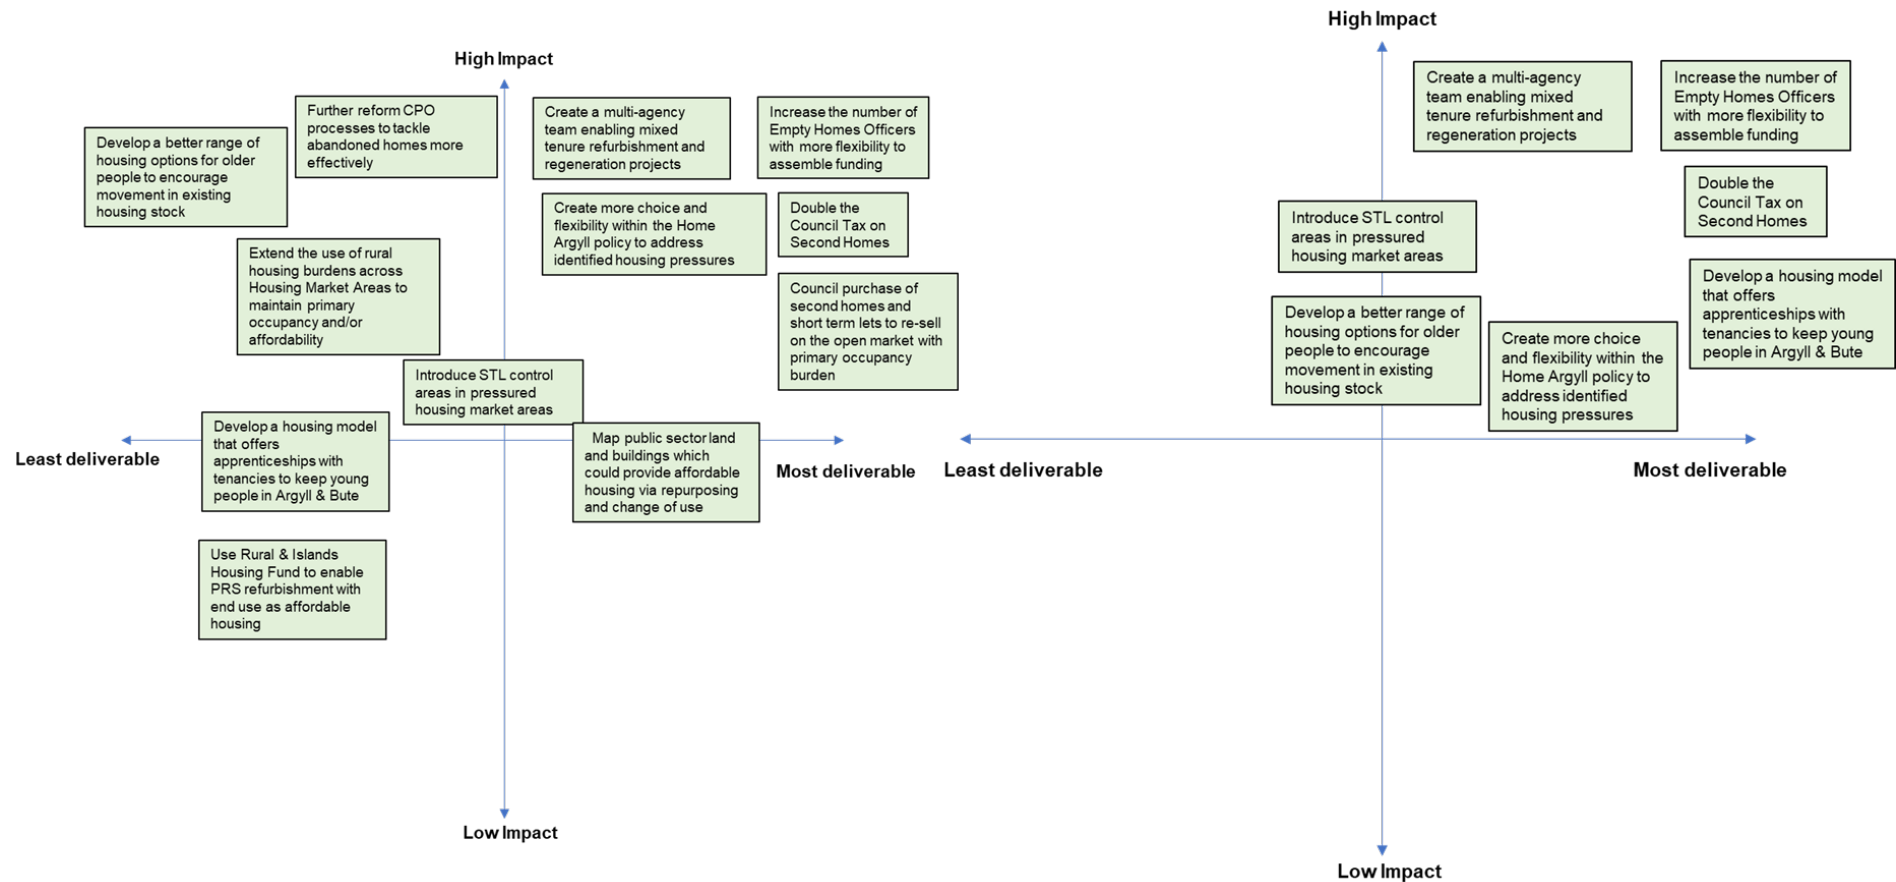 High Impact
Further reform CPO
processes to tackle
abandoned homes more
effectively
Create a multi-agency
team enabling mixed
tenure refurbishment and
regeneration projects
Increase the number of
Empty Homes Officers
with more flexibility to
assemble funding
Develop a better range of
housing options for older
people to encourage
movement in existing
housing stock
Create more choice and
flexibility within the Home
Argyll policy to address
identified housing pressures
Double the
Council Tax on
Second Homes
Extend the use of rural
housing burdens across
Housing Market Areas to
maintain primary
occupancy and/or
affordability
Council purchase of
second homes and
short term lets to re-sell
on the open market with
primary occupancy
burden
Introduce STL control
areas in pressured
housing market areas
Develop a housing model
that offers
apprenticeships with
tenancies to keep young
people in Argyll & Bute
Map public sector land
and buildings which
could provide affordable
housing via repurposing
and change of use
Least deliverable
Most deliverable
Use Rural & Islands
Housing Fund to enable
PRS refurbishment with
end use as affordable
housing
Low Impact
High Impact
Create a multi-agency
team enabling mixed
tenure refurbishment and
regeneration projects
Increase the number of
Empty Homes Officers
with more flexibility to
assemble funding
Double the
Council Tax on
Second Homes
Introduce STL control
areas in pressured
housing market areas
Develop a housing model
that offers
apprenticeships with
tenancies to keep young
people in Argyll & Bute
Develop a better range of
housing options for older
people to encourage
movement in existing
housing stock
Create more choice
and flexibility within the
Home Argyll policy to
address identified
housing pressures
Least deliverable
Most deliverable
Low Impact